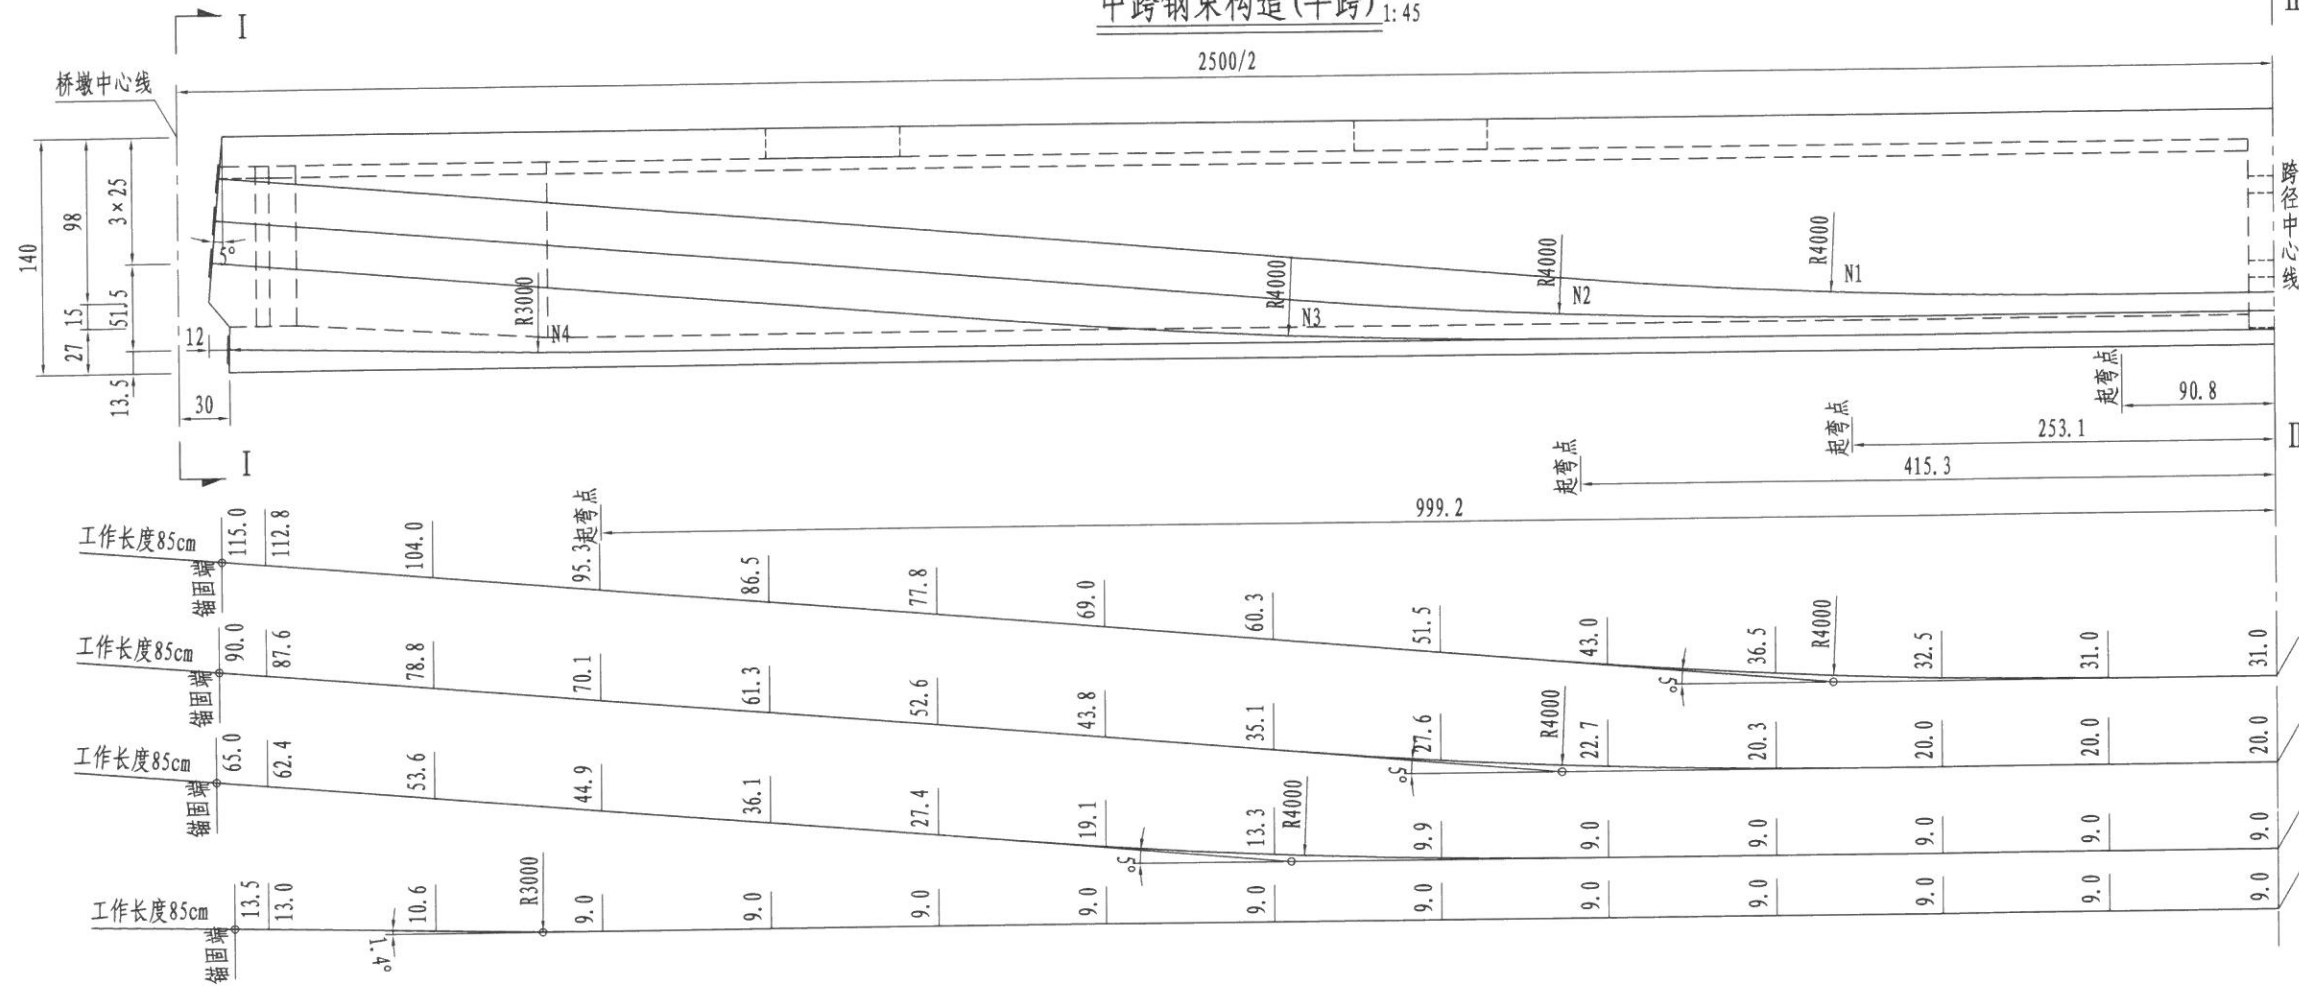 中跨钢束构造(半跨) 1:45
I
II
2500/2
桥墩中心线
跨径中心线
140
98
15
27
3×25
51.5
13.5
12
30
5°
R3000
N4
R4000
N3
R4000
N2
R4000
N1
起弯点
90.8
起弯点
253.1
起弯点
415.3
起弯点
999.2
I
II
工作长度85cm
锚固端
115.0
112.8
104.0
95.3
86.5
77.8
69.0
60.3
51.5
43.0
36.5
32.5
31.0
31.0
5°
R4000
工作长度85cm
锚固端
90.0
87.6
78.8
70.1
61.3
52.6
43.8
35.1
27.6
22.7
20.3
20.0
20.0
20.0
5°
R4000
工作长度85cm
锚固端
65.0
62.4
53.6
44.9
36.1
27.4
19.1
13.3
9.9
9.0
9.0
9.0
9.0
9.0
5°
R4000
工作长度85cm
锚固端
13.5
13.0
10.6
9.0
9.0
9.0
9.0
9.0
9.0
9.0
9.0
9.0
9.0
9.0
1.4°
R3000